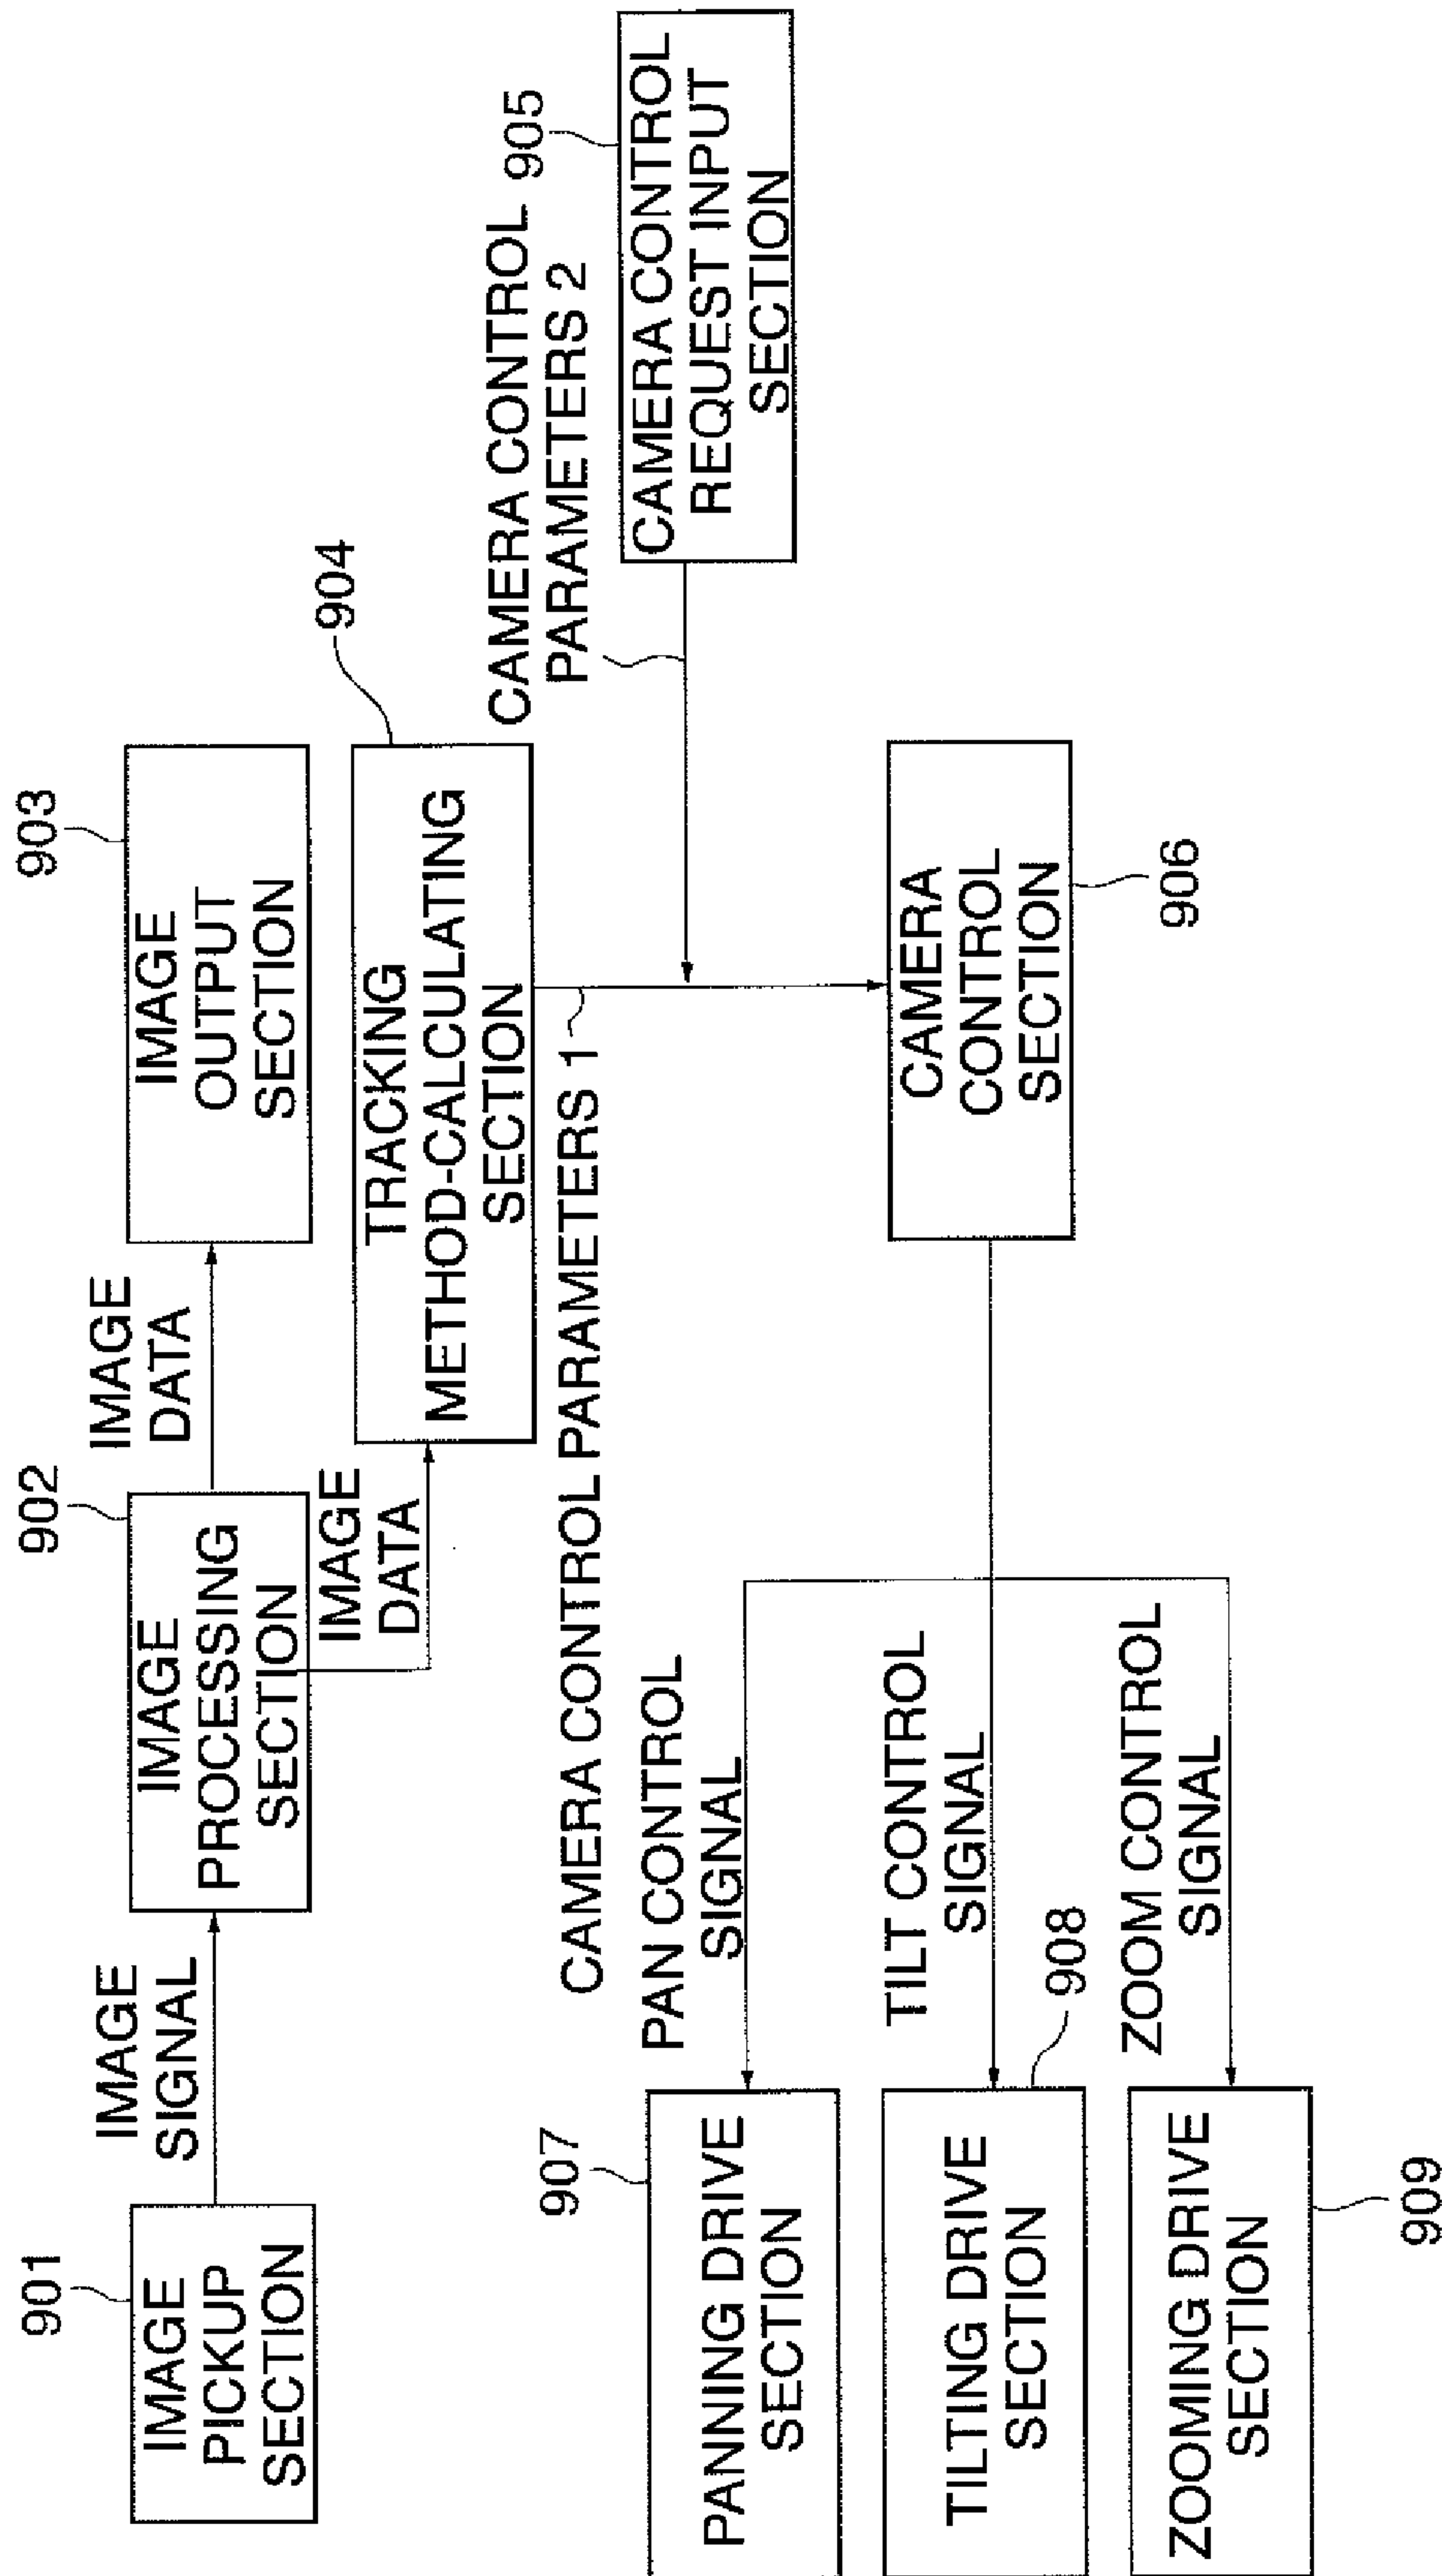 901
IMAGE
PICKUP
SECTION
IMAGE
SIGNAL
902
IMAGE
PROCESSING
SECTION
IMAGE
DATA
903
IMAGE
OUTPUT
SECTION
IMAGE
DATA
904
TRACKING
METHOD-CALCULATING
SECTION
CAMERA CONTROL PARAMETERS 1
CAMERA CONTROL
PARAMETERS 2
905
CAMERA CONTROL
REQUEST INPUT
SECTION
CAMERA
CONTROL
SECTION
906
PAN CONTROL
SIGNAL
907
PANNING DRIVE
SECTION
TILT CONTROL
SIGNAL
908
TILTING DRIVE
SECTION
ZOOM CONTROL
SIGNAL
ZOOMING DRIVE
SECTION
909